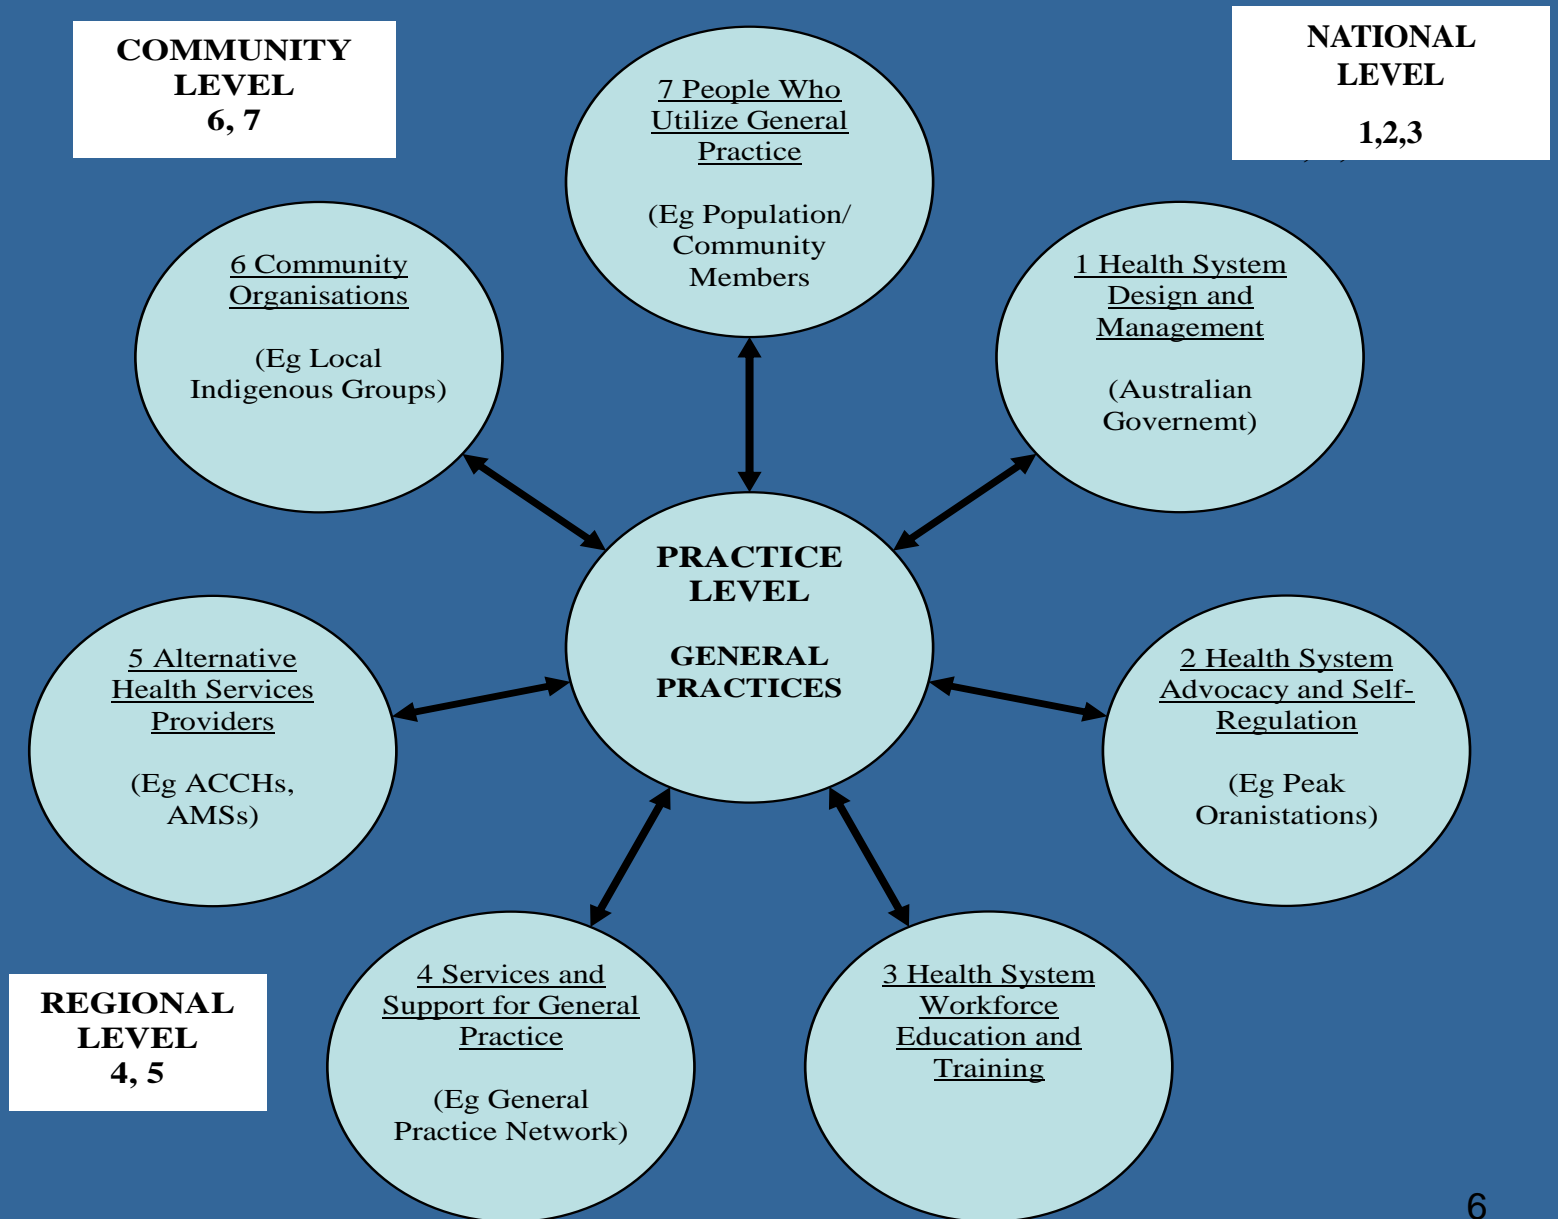 COMMUNITY
LEVEL
6, 7
NATIONAL
LEVEL
1,2,3
7 People Who
Utilize General
Practice
(Eg Population/
Community
Members
6 Community
Organisations
(Eg Local
Indigenous Groups)
1 Health System
Design and
Management
(Australian
Governemt)
PRACTICE
LEVEL
GENERAL
PRACTICES
5 Alternative
Health Services
Providers
(Eg ACCHs,
AMSs)
2 Health System
Advocacy and Self-
Regulation
(Eg Peak
Oranistations)
4 Services and
Support for General
Practice
(Eg General
Practice Network)
3 Health System
Workforce
Education and
Training
REGIONAL
LEVEL
4, 5
6